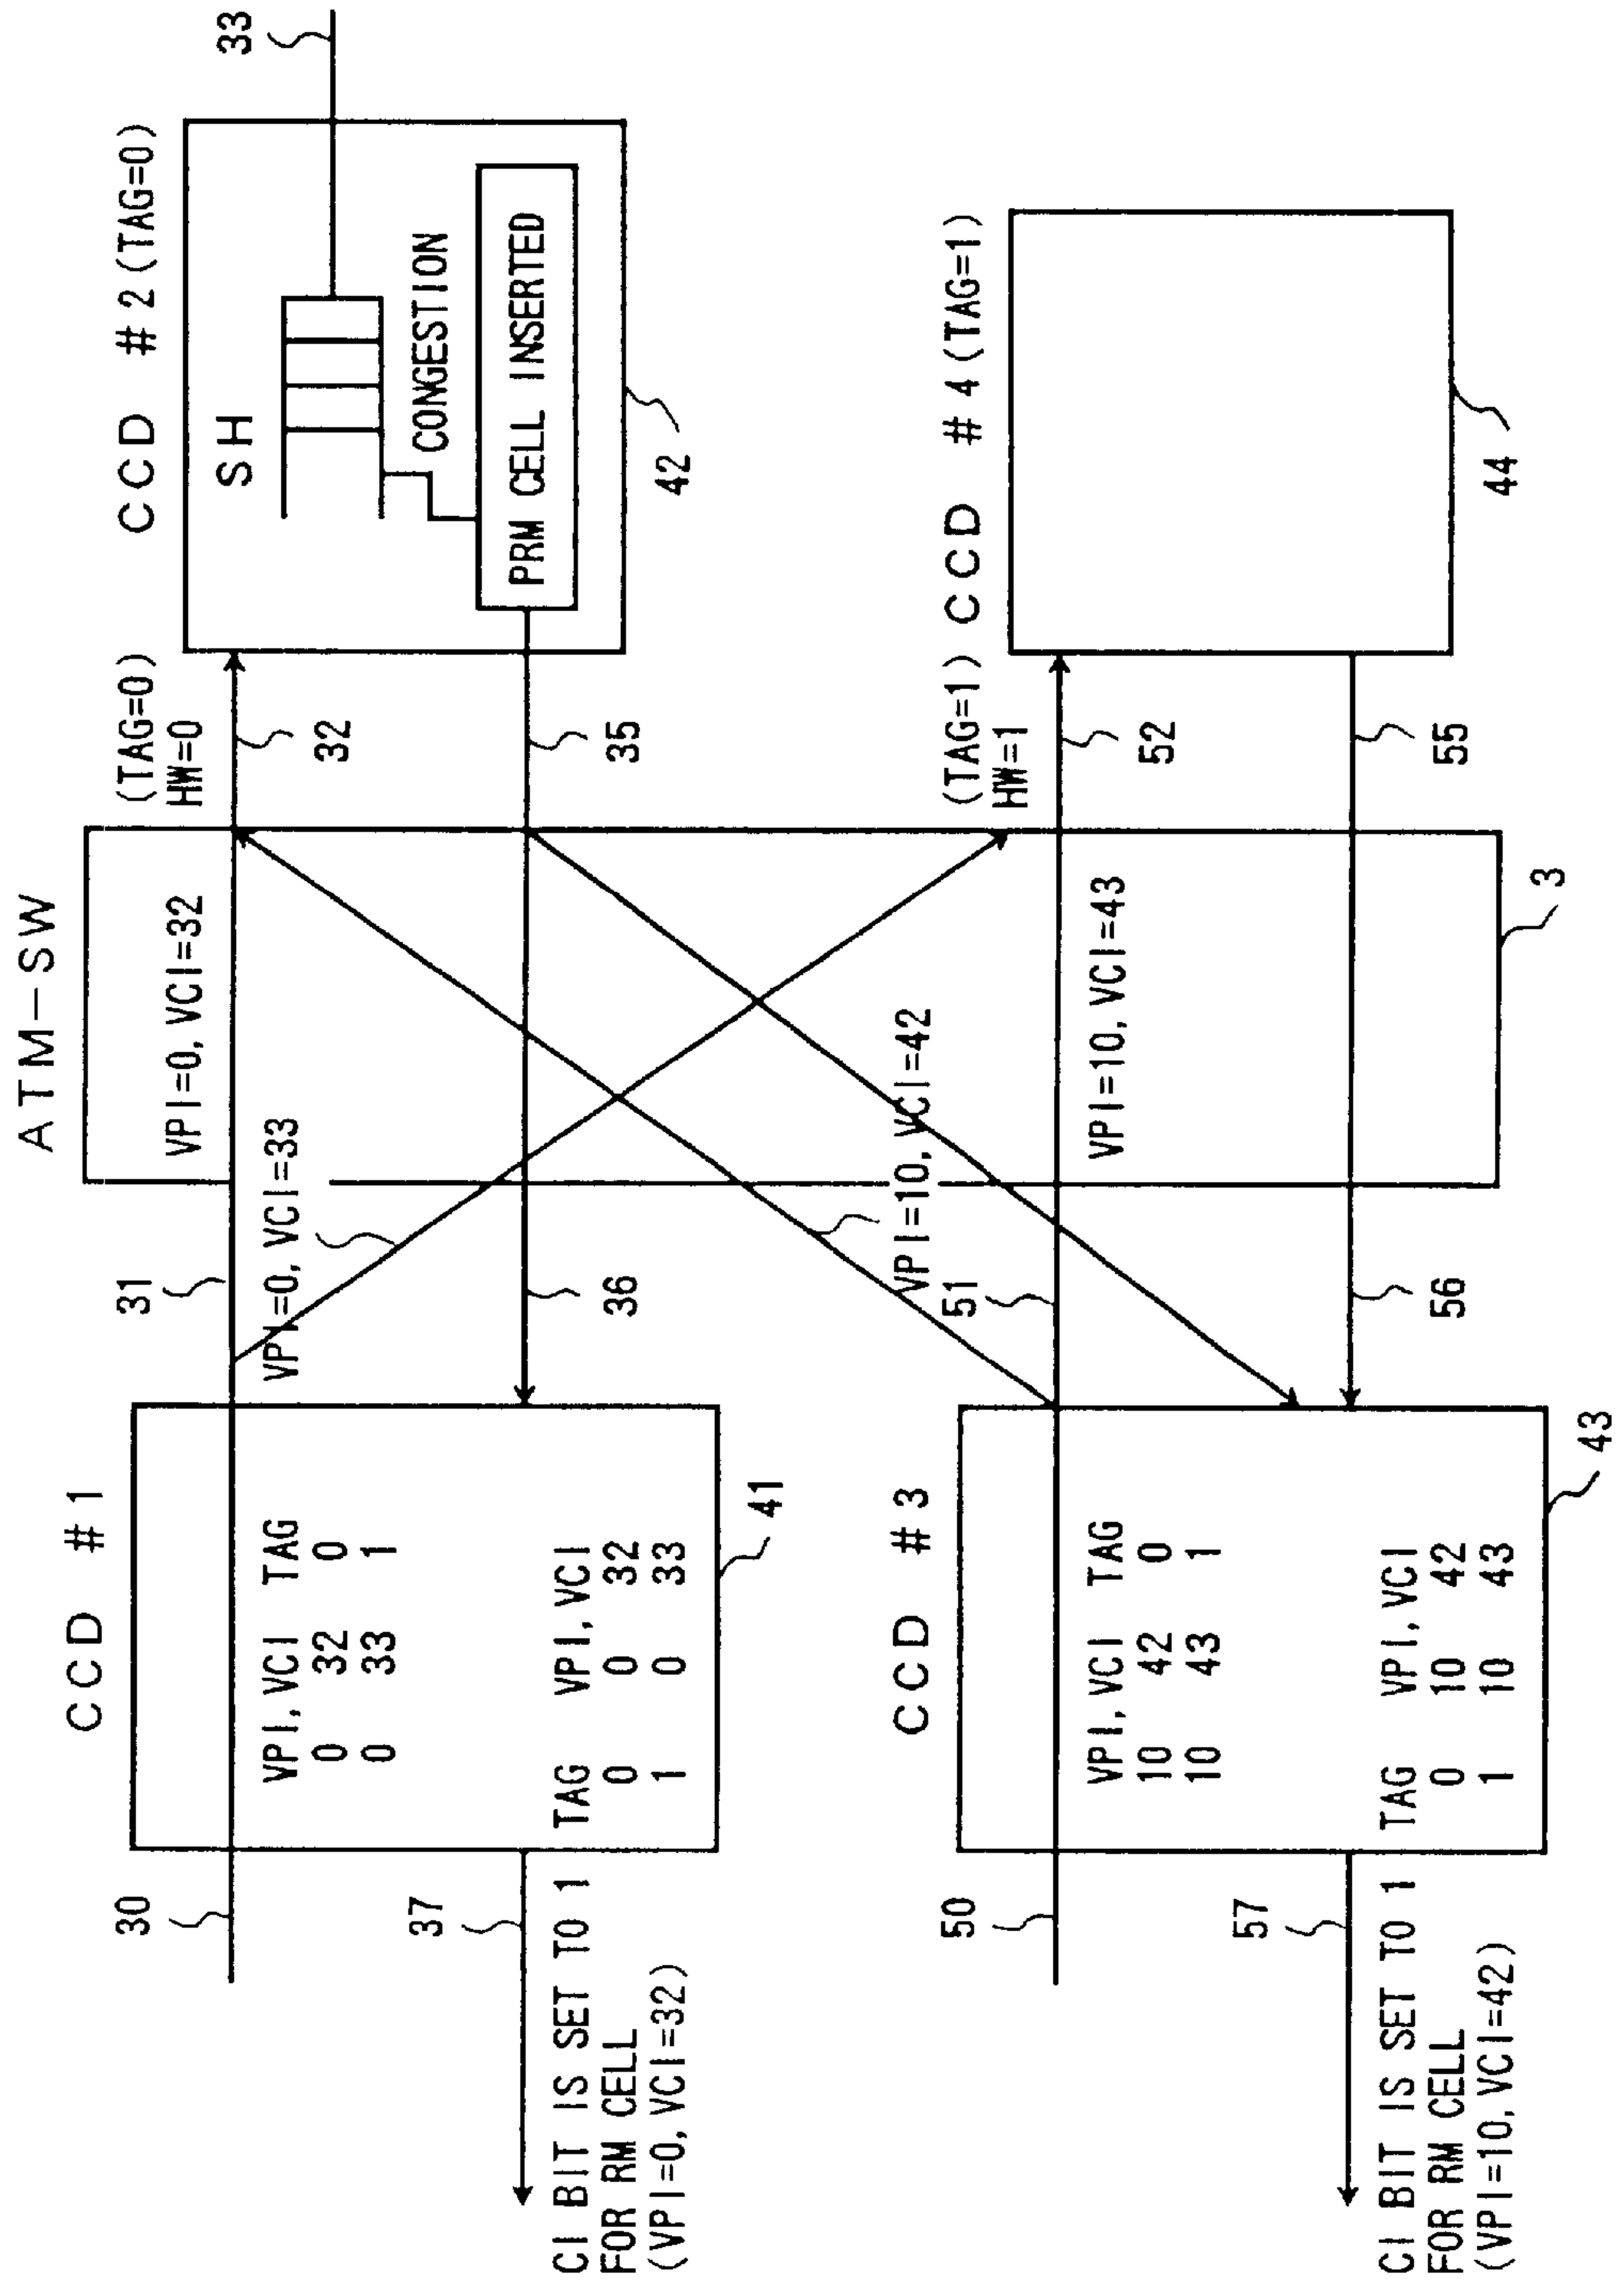 ATM-SW
CCD #1
31
VPI=0, VCI=32
(TAG=0)
HW=0
CCD #2 (TAG=0)
30
32
SH
33
VPI, VCI TAG
0 32 0
0 33 1
VPI=0, VCI=33
CONGESTION
37
36
35
PRM CELL INSERTED
TAG VPI, VCI
0 0 32
1 0 33
CI BIT IS SET TO 1
FOR RM CELL
(VPI=0, VCI=32)
41
42
CCD #3
VPI=10, VCI=42
51
(TAG=1)
HW=1
CCD #4 (TAG=1)
50
52
VPI, VCI TAG
10 42 0
10 43 1
VPI=10, VCI=43
57
56
55
TAG VPI, VCI
0 10 42
1 10 43
CI BIT IS SET TO 1
FOR RM CELL
(VPI=10, VCI=42)
43
3
44